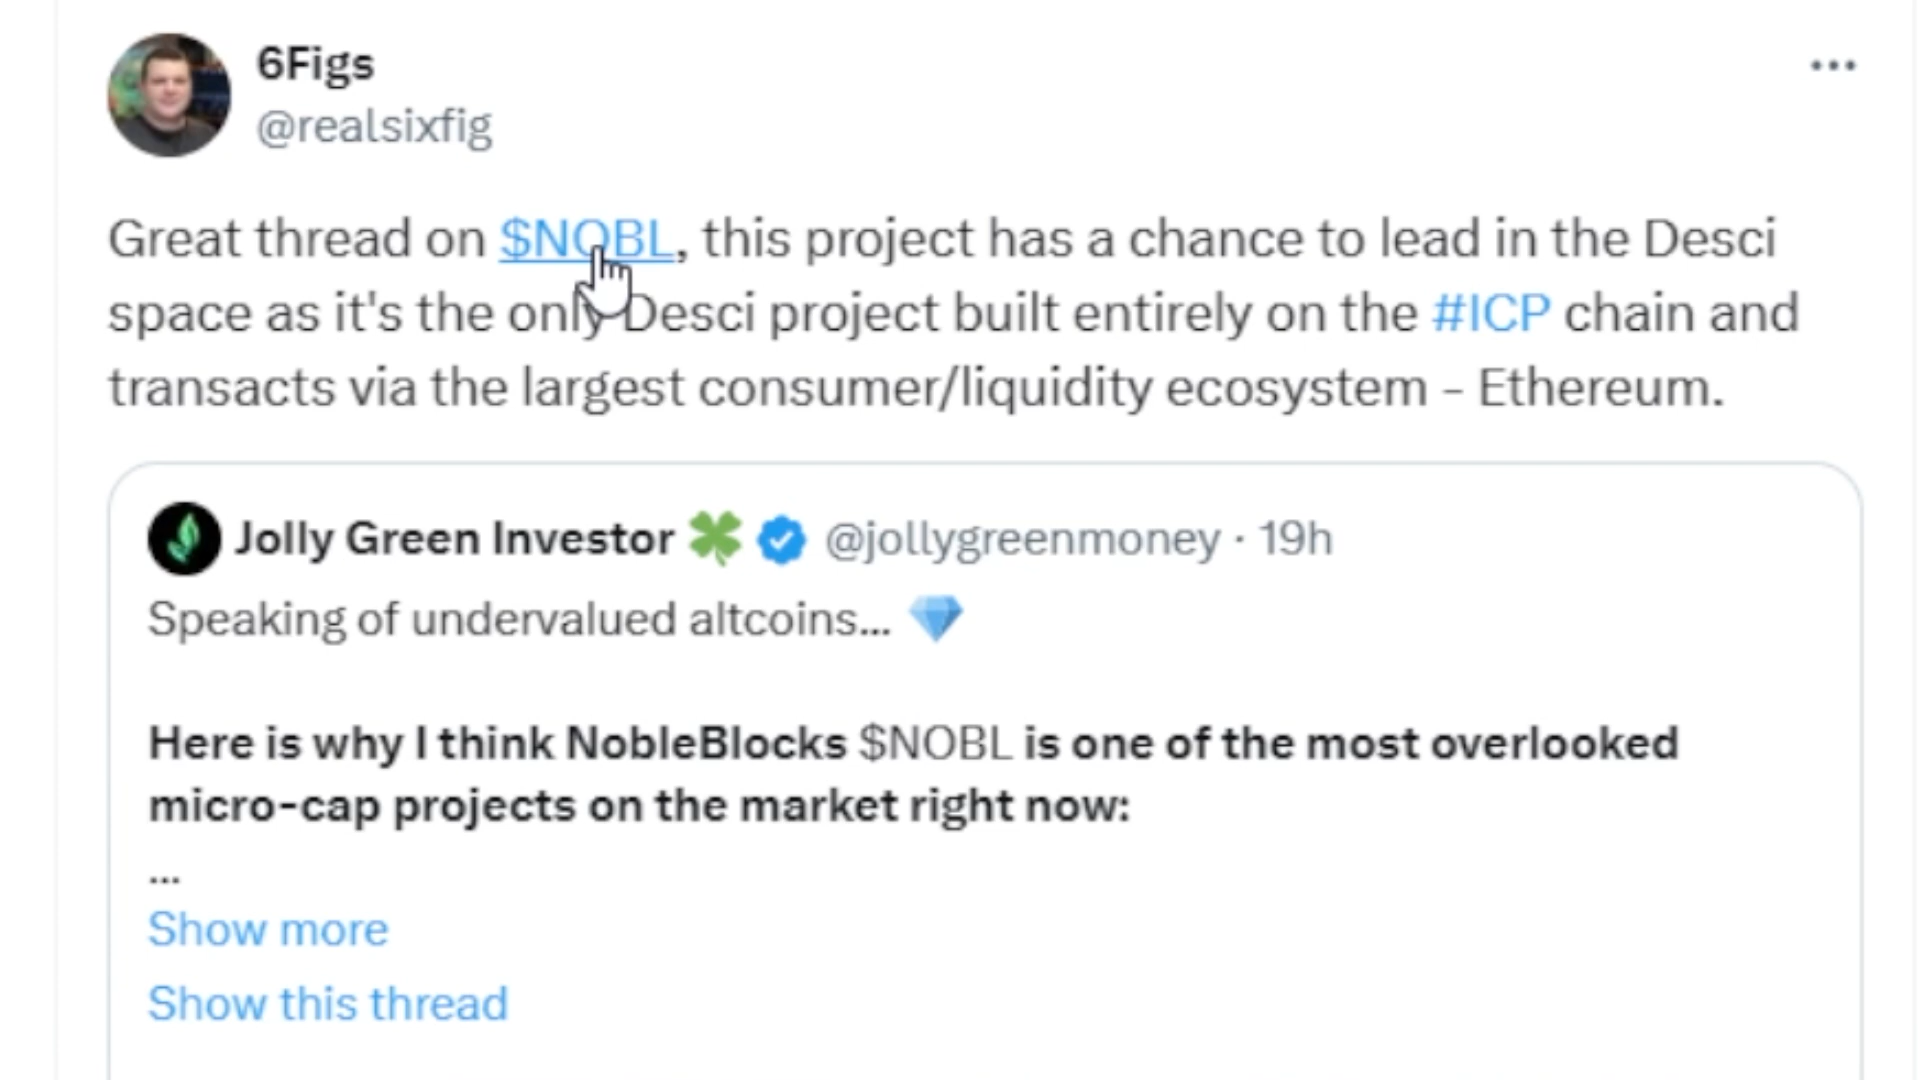 6Figs
@realsixfig
Great thread on $NOBL, this project has a chance to lead in the Desci
space as it's the only Desci project built entirely on the #ICP chain and
transacts via the largest consumer/liquidity ecosystem - Ethereum.
Jolly Green Investor @jollygreenmoney · 19h
Speaking of undervalued altcoins...
Here is why I think NobleBlocks $NOBL is one of the most overlooked
micro-cap projects on the market right now:
...
Show more
Show this thread